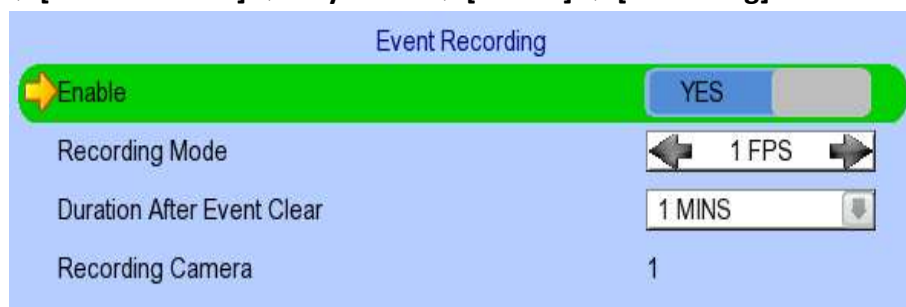 Event Recording
Enable YES
Recording Mode 1 FPS
Duration After Event Clear 1 MINS
Recording Camera 1